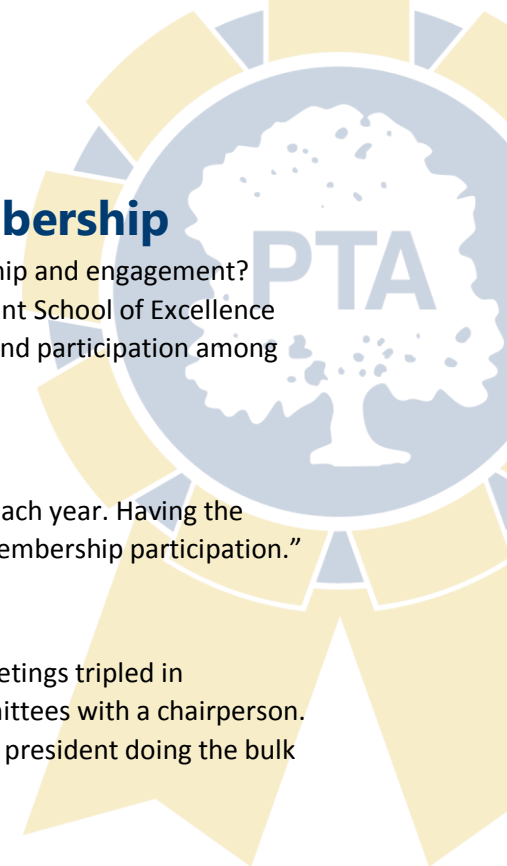 bership
hip and engagement?
nt School of Excellence
nd participation among
PTA
ach year. Having the
embership participation.”
etings tripled in
mittees with a chairperson.
president doing the bulk